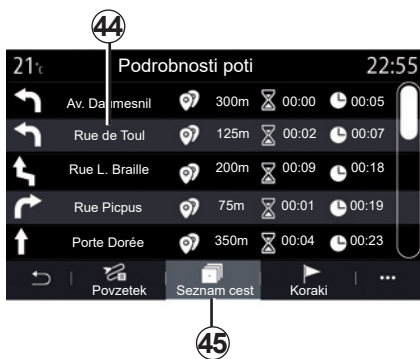 44
21°c Podrobnosti poti 22:55
Av. Daumesnil 300m 00:00 00:05
Rue de Toul 125m 00:02 00:07
Rue L. Braille 200m 00:09 00:18
Rue Picpus 75m 00:01 00:19
Porte Dorée 350m 00:04 00:23
Povzetek Seznam cest Koraki ...
45